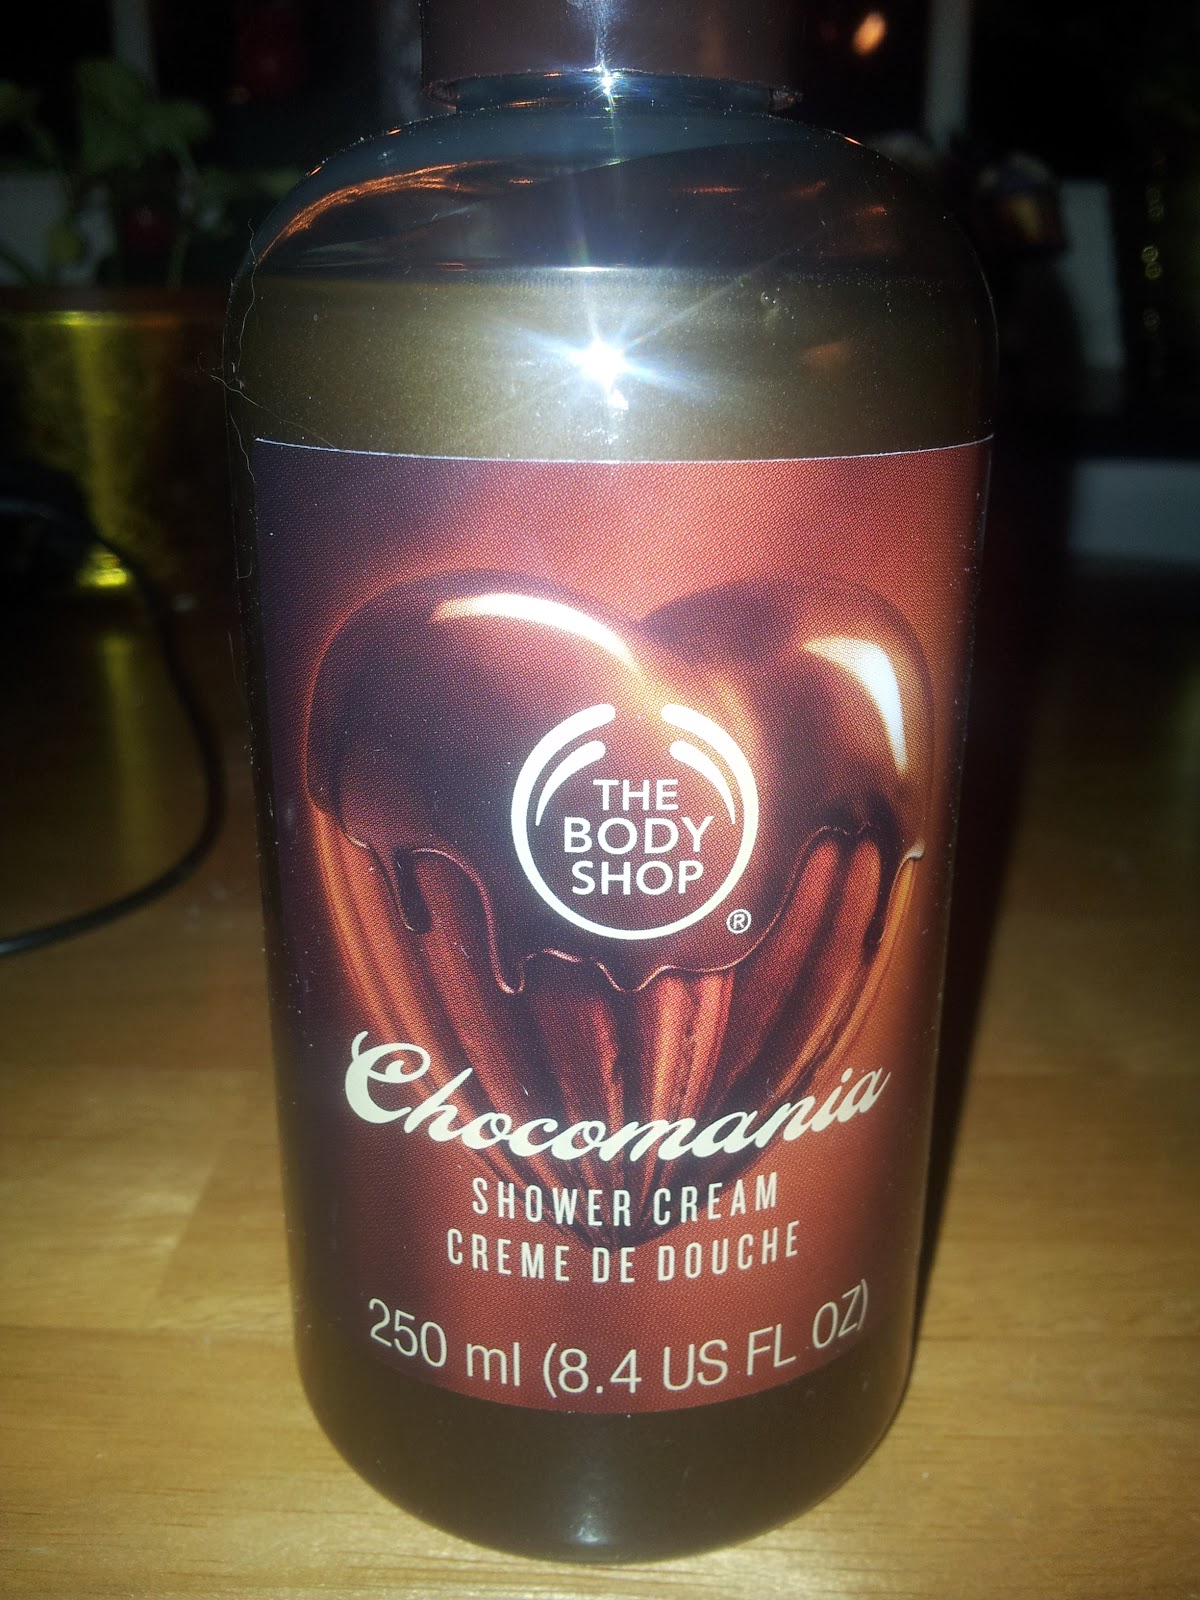 THE
BODY
SHOP
®
Chocomania
SHOWER CREAM
CREME DE DOUCHE
250 ml (8.4 US FL OZ)